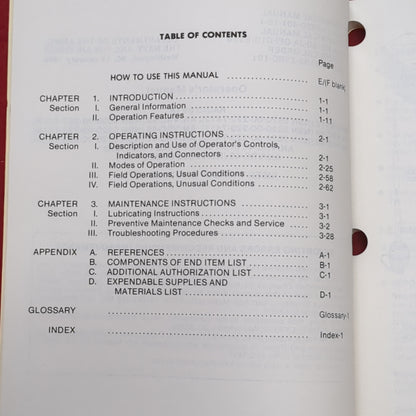 TABLE OF CONTENTS
Page
HOW TO USE THIS MANUAL ........................ E/(F blank)
CHAPTER 1. INTRODUCTION ........................ 1-1
Section I. General Information ........................ 1-1
II. Operation Features ........................ 1-11
CHAPTER 2. OPERATING INSTRUCTIONS ........................ 2-1
Section I. Description and Use of Operator's Controls,
Indicators, and Connectors ........................ 2-1
II. Modes of Operation ........................ 2-25
III. Field Operations, Usual Conditions ........................ 2-58
IV. Field Operations, Unusual Conditions ........................ 2-62
CHAPTER 3. MAINTENANCE INSTRUCTIONS ........................ 3-1
Section I. Lubricating Instructions ........................ 3-1
II. Preventive Maintenance Checks and Service ........................ 3-2
III. Troubleshooting Procedures ........................ 3-28
APPENDIX A. REFERENCES ........................ A-1
B. COMPONENTS OF END ITEM LIST ........................ B-1
C. ADDITIONAL AUTHORIZATION LIST ........................ C-1
D. EXPENDABLE SUPPLIES AND
MATERIALS LIST ........................ D-1
GLOSSARY ........................ Glossary-1
INDEX ........................ Index-1